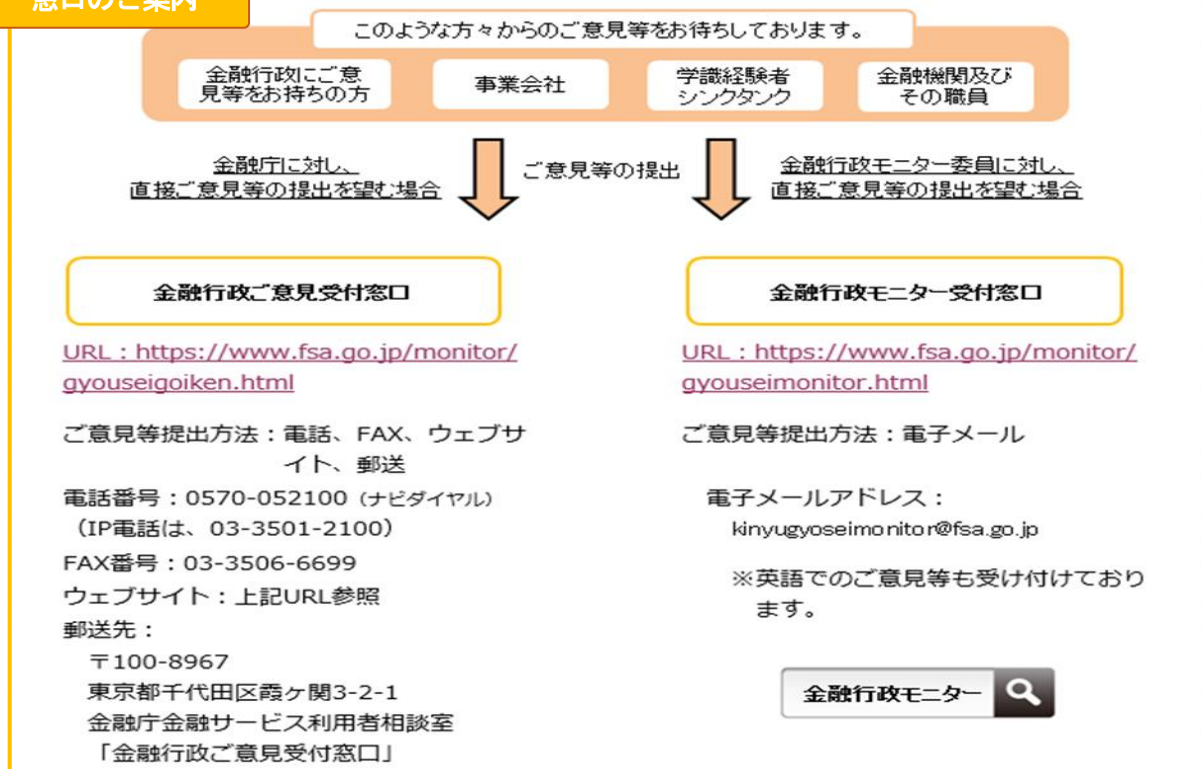 窓口のご案内
このような方々からのご意見等をお待ちしております。
金融行政にご意
見等をお持ちの方
事業会社
学識経験者
シンクタンク
金融機関及び
その職員
金融庁に対し、
直接ご意見等の提出を望む場合
ご意見等の提出
金融行政モニター委員に対し、
直接ご意見等の提出を望む場合
金融行政ご意見受付窓口
URL：https://www.fsa.go.jp/monitor/
gyouseigoiken.html
ご意見等提出方法：電話、FAX、ウェブサ
イト、郵送
電話番号：0570-052100（ナビダイヤル）
（IP電話は、03-3501-2100）
FAX番号：03-3506-6699
ウェブサイト：上記URL参照
郵送先：
〒100-8967
東京都千代田区霞ヶ関3-2-1
金融庁金融サービス利用者相談室
「金融行政ご意見受付窓口」
金融行政モニター受付窓口
URL：https://www.fsa.go.jp/monitor/
gyouseimonitor.html
ご意見等提出方法：電子メール
電子メールアドレス：
kinyugyoseimonitor@fsa.go.jp
※英語でのご意見等も受け付けており
ます。
金融行政モニター